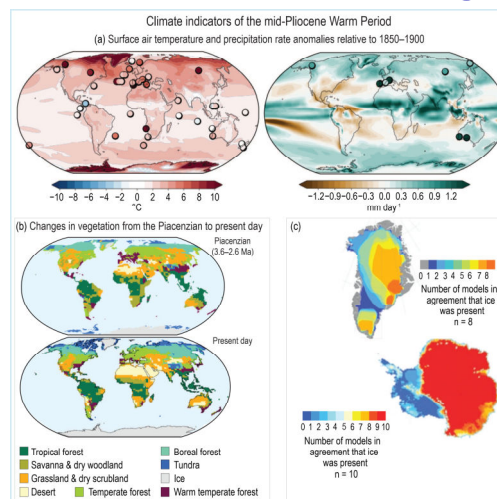 Climate indicators of the mid-Pliocene Warm Period
(a) Surface air temperature and precipitation rate anomalies relative to 1850–1900
−10 −8 −6 −4 −2 0 2 4 6 8 10
°C
−1.2 −0.9 −0.6 −0.3 0 0.3 0.6 0.9 1.2
mm day⁻¹
(b) Changes in vegetation from the Piacenzian to present day
Piacenzian
(3.6–2.6 Ma)
Present day
Tropical forest
Boreal forest
Savanna & dry woodland
Tundra
Grassland & dry scrubland
Ice
Desert
Temperate forest
Warm temperate forest
(c)
0 1 2 3 4 5 6 7 8
Number of models in
agreement that ice
was present
n = 8
0 1 2 3 4 5 6 7 8 9 10
Number of models in
agreement that ice
was present
n = 10